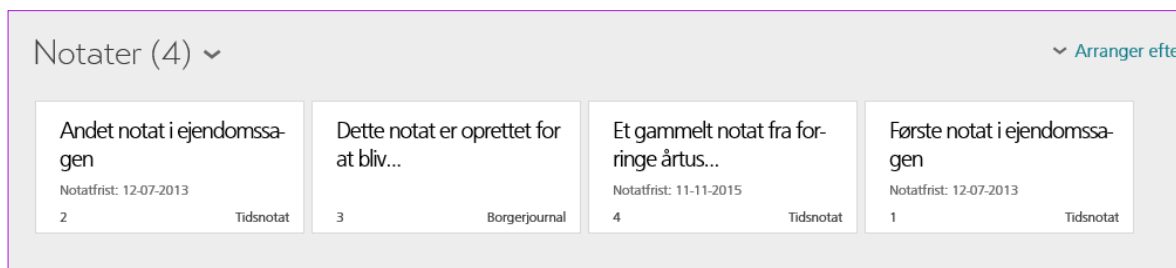 Notater (4)
Arranger efte
Andet notat i ejendomssa-
gen
Notatfrist: 12-07-2013
2 Tidsnotat
Dette notat er oprettet for
at bliv...
3 Borgerjournal
Et gammelt notat fra for-
ringe årtus...
Notatfrist: 11-11-2015
4 Tidsnotat
Første notat i ejendomssa-
gen
Notatfrist: 12-07-2013
1 Tidsnotat